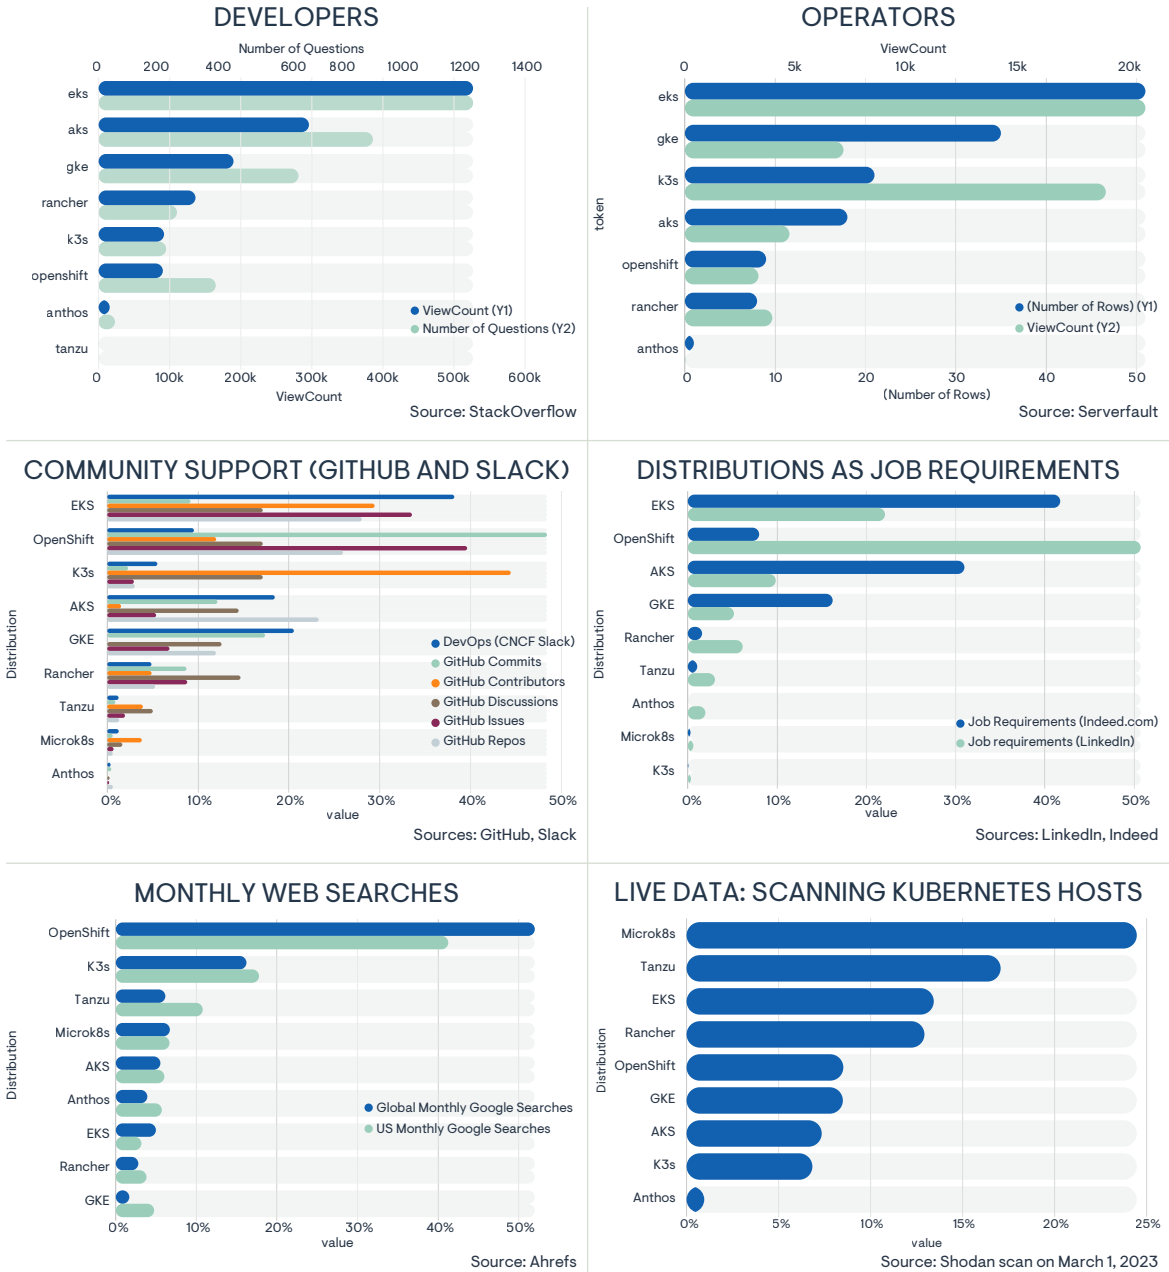 DEVELOPERS
Number of Questions
0 200 400 600 800 1000 1200 1400
eks
aks
gke
rancher
k3s
openshift
anthos
tanzu
ViewCount (Y1)
Number of Questions (Y2)
0 100k 200k 300k 400k 500k 600k
ViewCount
Source: StackOverflow
OPERATORS
ViewCount
0 5k 10k 15k 20k
token
eks
gke
k3s
aks
openshift
rancher
anthos
(Number of Rows) (Y1)
ViewCount (Y2)
0 10 20 30 40 50
(Number of Rows)
Source: Serverfault
COMMUNITY SUPPORT (GITHUB AND SLACK)
Distribution
EKS
OpenShift
K3s
AKS
GKE
Rancher
Tanzu
Microk8s
Anthos
DevOps (CNCF Slack)
GitHub Commits
GitHub Contributors
GitHub Discussions
GitHub Issues
GitHub Repos
0% 10% 20% 30% 40% 50%
value
Sources: GitHub, Slack
DISTRIBUTIONS AS JOB REQUIREMENTS
Distribution
EKS
OpenShift
AKS
GKE
Rancher
Tanzu
Anthos
Microk8s
K3s
Job Requirements (Indeed.com)
Job requirements (LinkedIn)
0% 10% 20% 30% 40% 50%
value
Sources: LinkedIn, Indeed
MONTHLY WEB SEARCHES
Distribution
OpenShift
K3s
Tanzu
Microk8s
AKS
Anthos
EKS
Rancher
GKE
Global Monthly Google Searches
US Monthly Google Searches
0% 10% 20% 30% 40% 50%
value
Source: Ahrefs
LIVE DATA: SCANNING KUBERNETES HOSTS
Distribution
Microk8s
Tanzu
EKS
Rancher
OpenShift
GKE
AKS
K3s
Anthos
0% 5% 10% 15% 20% 25%
value
Source: Shodan scan on March 1, 2023